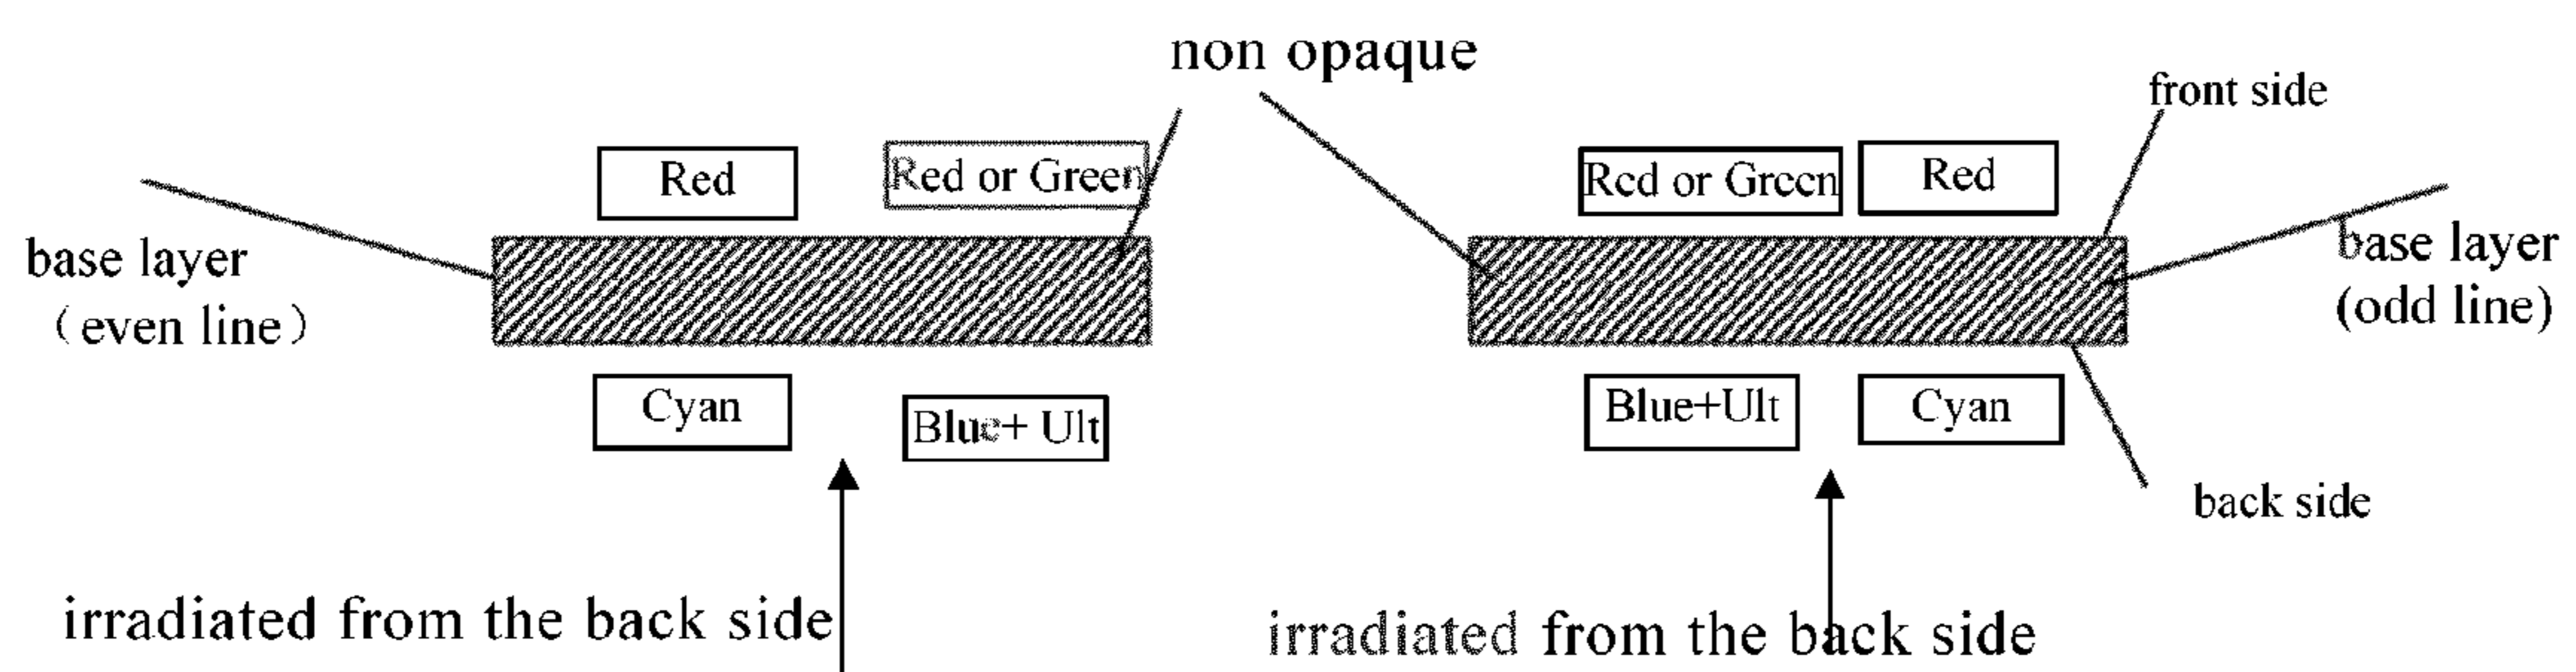 non opaque
front side
Red
Red or Green
Red or Green
Red
base layer
（even line）
base layer
(odd line)
Cyan
Blue+ Ult
Blue+Ult
Cyan
back side
irradiated from the back side
irradiated from the back side